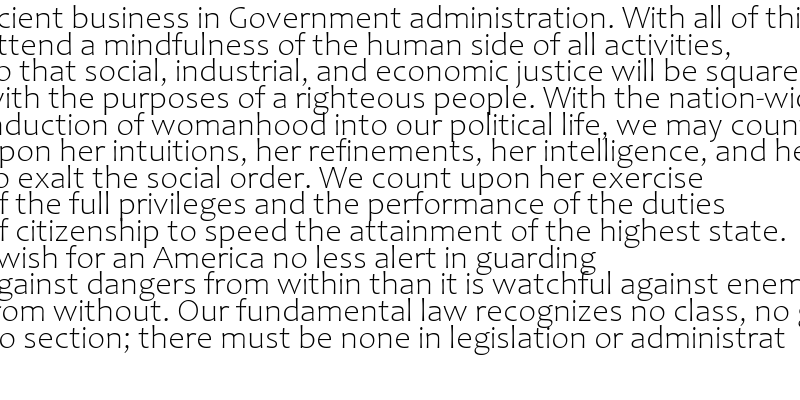 cient business in Government administration. With all of thi
ttend a mindfulness of the human side of all activities,
o that social, industrial, and economic justice will be square
vith the purposes of a righteous people. With the nation-wi
nduction of womanhood into our political life, we may coun
pon her intuitions, her refinements, her intelligence, and he
o exalt the social order. We count upon her exercise
f the full privileges and the performance of the duties
f citizenship to speed the attainment of the highest state.
wish for an America no less alert in guarding
gainst dangers from within than it is watchful against enem
rom without. Our fundamental law recognizes no class, no g
o section; there must be none in legislation or administrat